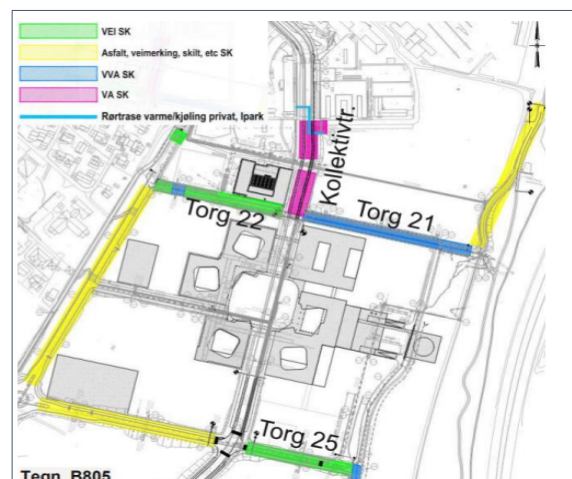 VEI SK
Asfalt, veimerking, skilt, etc SK
VVA SK
VA SK
Rørtrase varme/kjøling privat, Ipark
Kollektivtr.
Torg 22
Torg 21
Torg 25
Tegn. B805